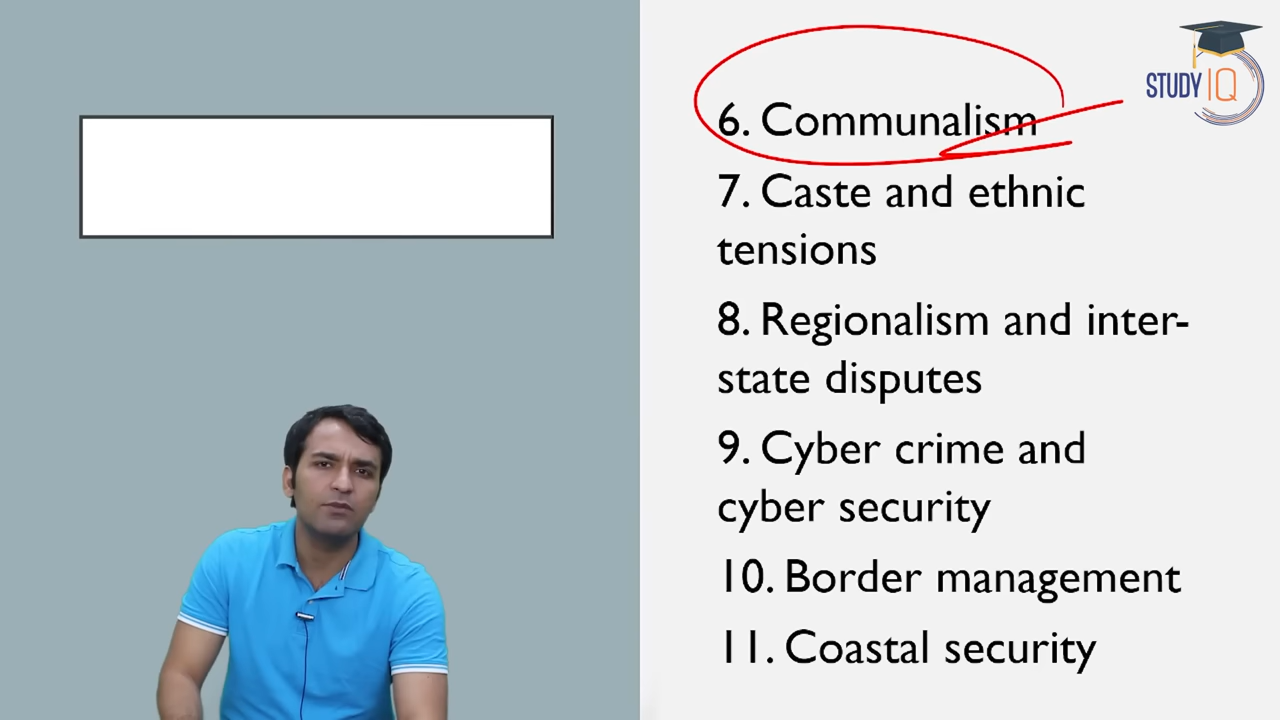 6. Communalism
7. Caste and ethnic
tensions
8. Regionalism and inter-
state disputes
9. Cyber crime and
cyber security
10. Border management
11. Coastal security
STUDY IQ